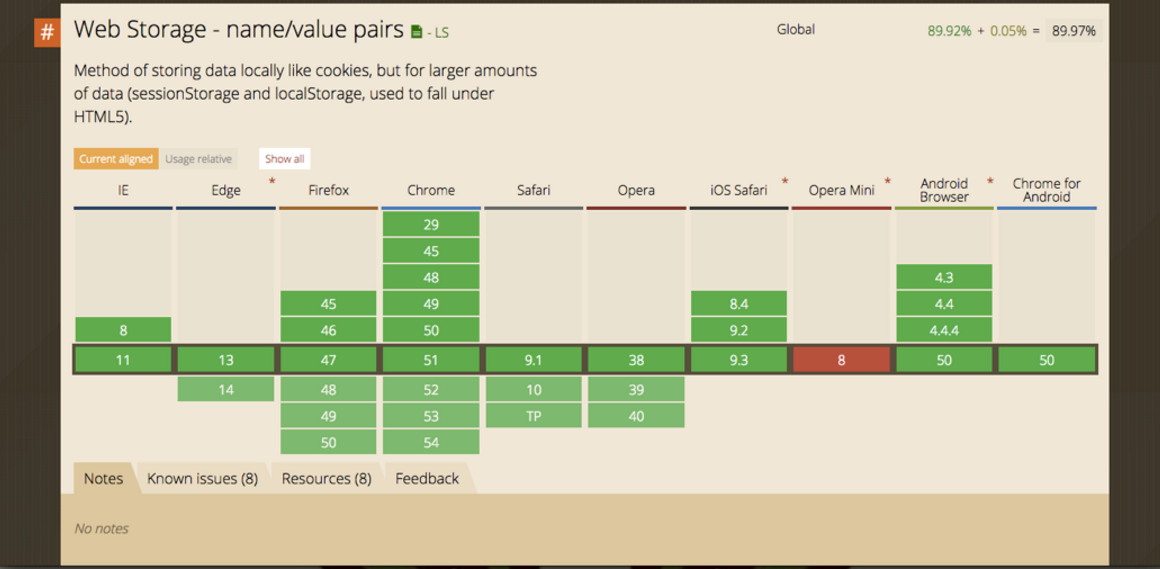 # Web Storage - name/value pairs - LS
Global 89.92% + 0.05% = 89.97%
Method of storing data locally like cookies, but for larger amounts
of data (sessionStorage and localStorage, used to fall under
HTML5).
Current aligned Usage relative Show all
IE Edge * Firefox Chrome Safari Opera iOS Safari * Opera Mini * Android Browser * Chrome for Android
29
45
48 4.3
45 49 8.4 4.4
8 46 50 9.2 4.4.4
11 13 47 51 9.1 38 9.3 8 50 50
14 48 52 10 39
49 53 TP 40
50 54
Notes Known issues (8) Resources (8) Feedback
No notes